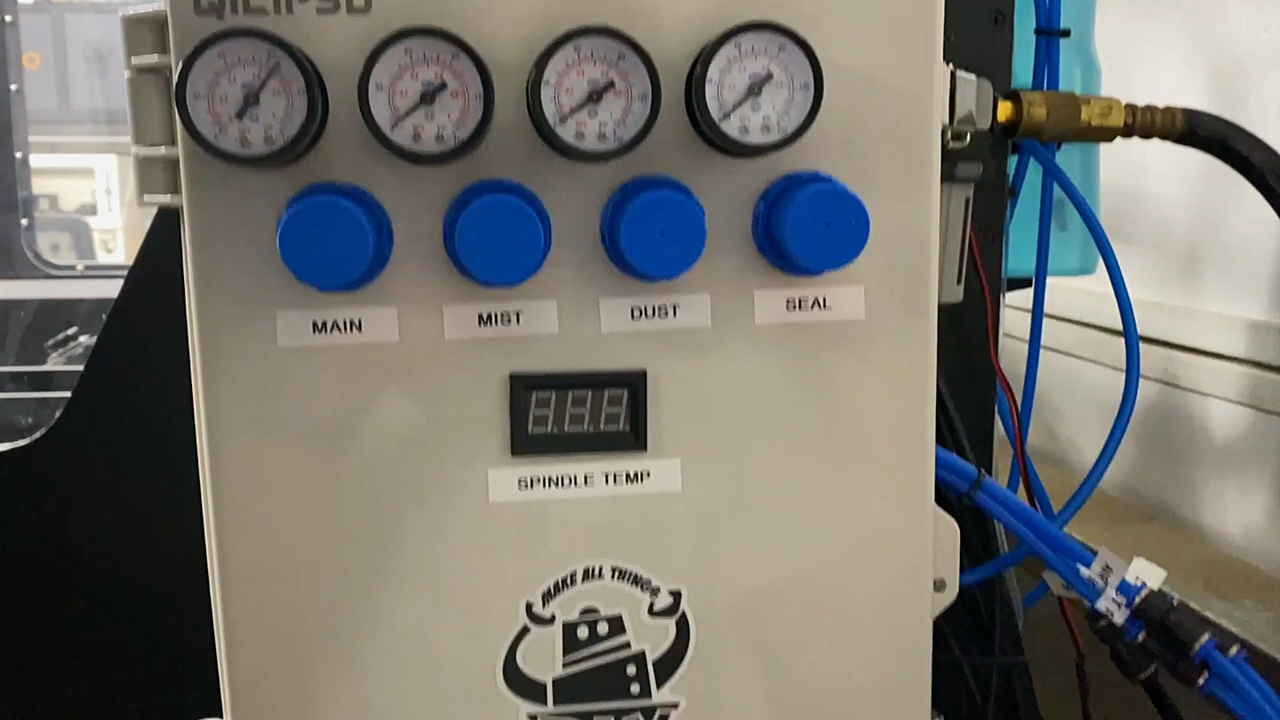 MAIN
MIST
DUST
SEAL
SPINDLE TEMP
MAKE ALL THINGS